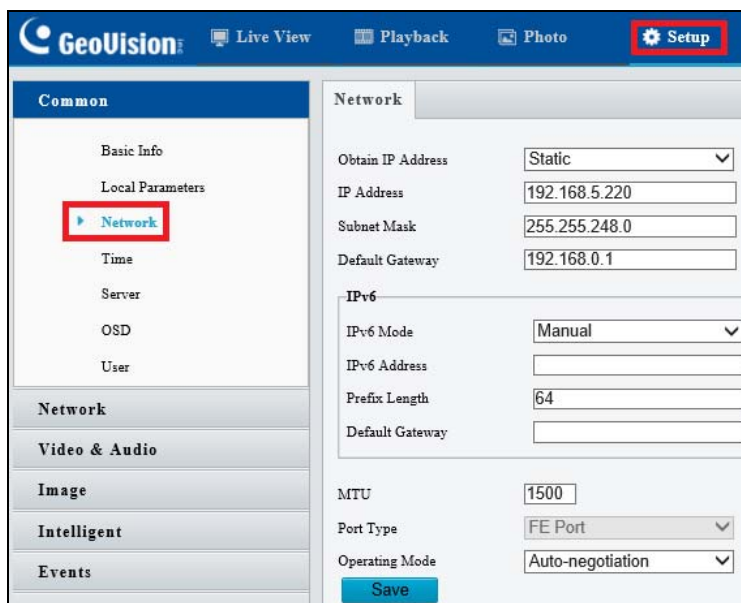 GeoVision Live View Playback Photo Setup
Common
Basic Info
Local Parameters
Network
Time
Server
OSD
User
Network
Video & Audio
Image
Intelligent
Events
Network
Obtain IP Address Static
IP Address 192.168.5.220
Subnet Mask 255.255.248.0
Default Gateway 192.168.0.1
IPv6
IPv6 Mode Manual
IPv6 Address
Prefix Length 64
Default Gateway
MTU 1500
Port Type FE Port
Operating Mode Auto-negotiation
Save